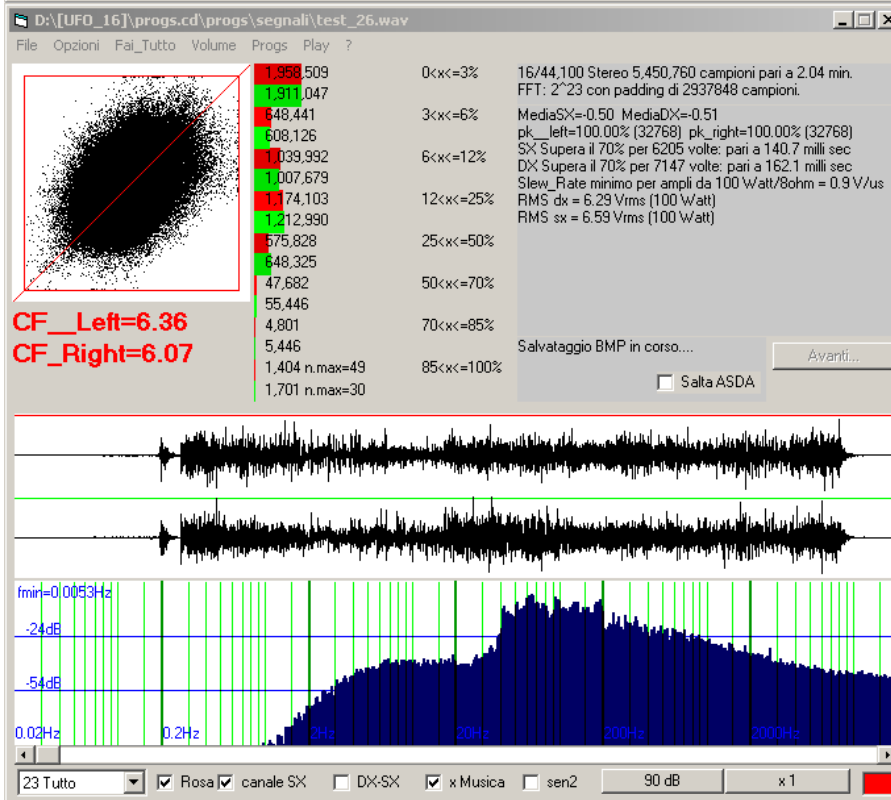 D:\[UFO_16]\progs.cd\progs\segnali\test_26.wav
File Opzioni Fai_Tutto Volume Progs Play ?
1,958,509 0<x<=3%
1,911,047
648,441 3<x<=6%
608,126
1,039,992 6<x<=12%
1,007,679
1,174,103 12<x<=25%
1,212,990
575,828 25<x<=50%
648,325
47,682 50<x<=70%
55,446
4,801 70<x<=85%
5,446
1,404 n.max=49 85<x<=100%
1,701 n.max=30
16/44,100 Stereo 5,450,760 campioni pari a 2.04 min.
FFT: 2^23 con padding di 2937848 campioni.
MediaSX=-0.50 MediaDX=-0.51
pk__left=100.00% (32768) pk_right=100.00% (32768)
SX Supera il 70% per 6205 volte: pari a 140.7 milli sec
DX Supera il 70% per 7147 volte: pari a 162.1 milli sec
Slew_Rate minimo per ampli da 100 Watt/8ohm = 0.9 V/us
RMS dx = 6.29 Vrms (100 Watt)
RMS sx = 6.59 Vrms (100 Watt)
CF__Left=6.36
CF_Right=6.07
Salvataggio BMP in corso....
Avanti...
Salta ASDA
fmin=0,0053Hz
-24dB
-54dB
0.02Hz 0.2Hz 2Hz 20Hz 200Hz 2000Hz
23 Tutto Rosa canale SX DX-SX x Musica sen2 90 dB x 1